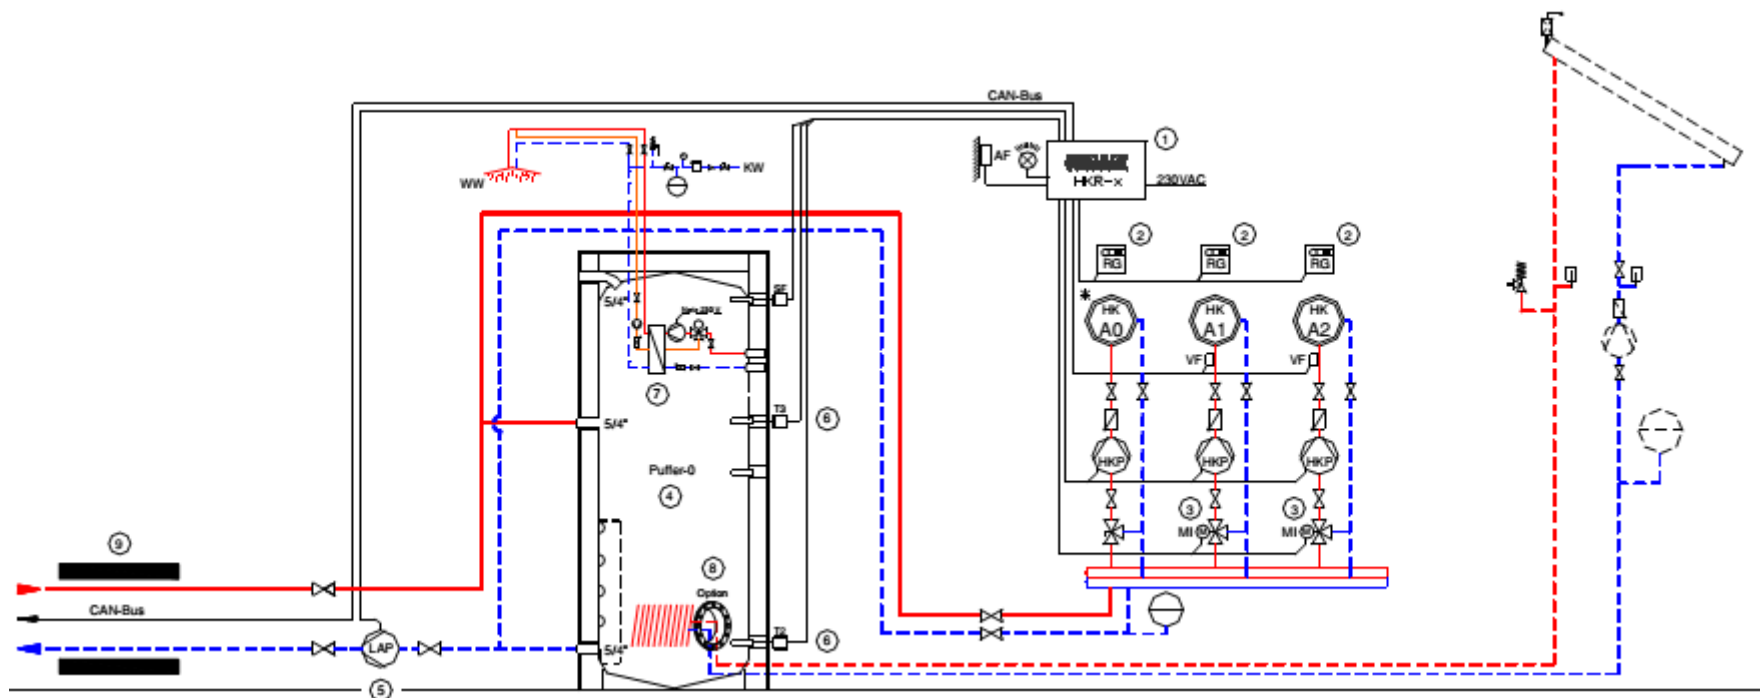 CAN-Bus
1
AF
HKR-x
230VAC
KW
WW
2
2
2
RG
RG
RG
SF
5/4"
*
HK
A0
HK
A1
HK
A2
VF
VF
7
T3
6
5/4"
HKP
HKP
HKP
Puffer-0
4
3
3
MI
M
MI
M
9
8
Option
CAN-Bus
T2
6
LAP
5/4"
5